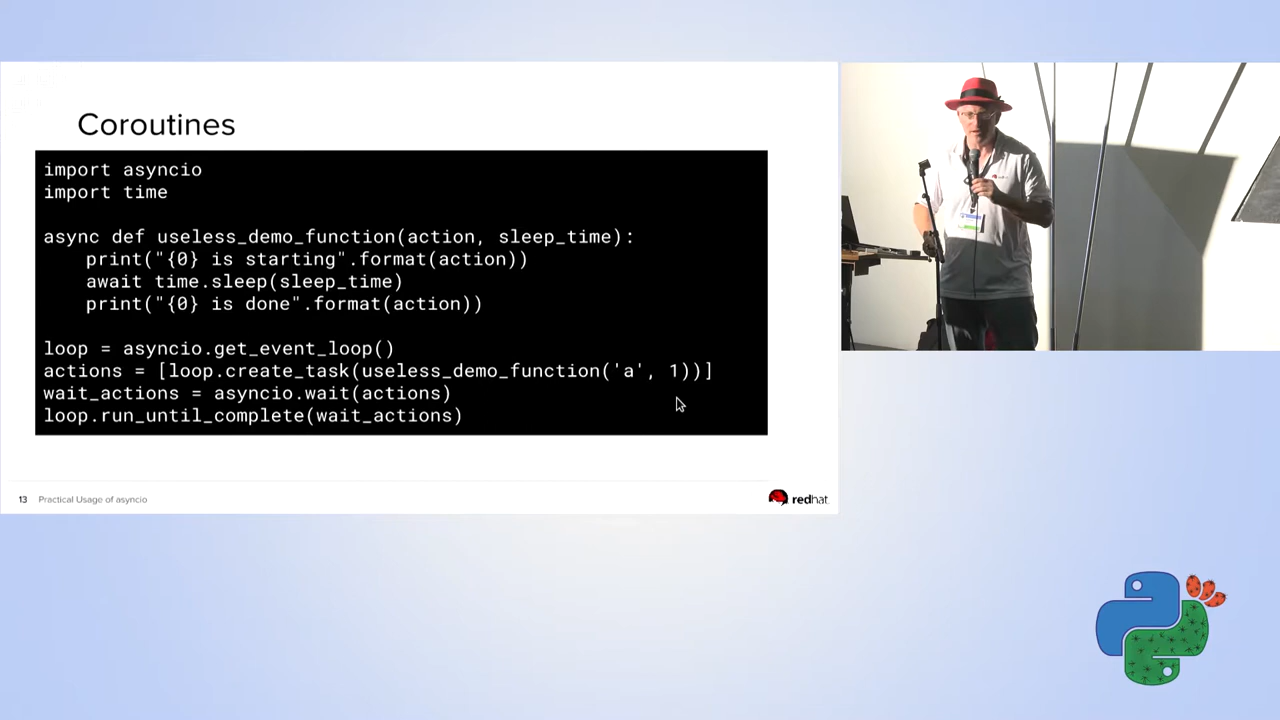 Coroutines
import asyncio
import time
async def useless_demo_function(action, sleep_time):
    print("{0} is starting".format(action))
    await time.sleep(sleep_time)
    print("{0} is done".format(action))
loop = asyncio.get_event_loop()
actions = [loop.create_task(useless_demo_function('a', 1))]
wait_actions = asyncio.wait(actions)
loop.run_until_complete(wait_actions)
13 Practical Usage of asyncio
redhat.